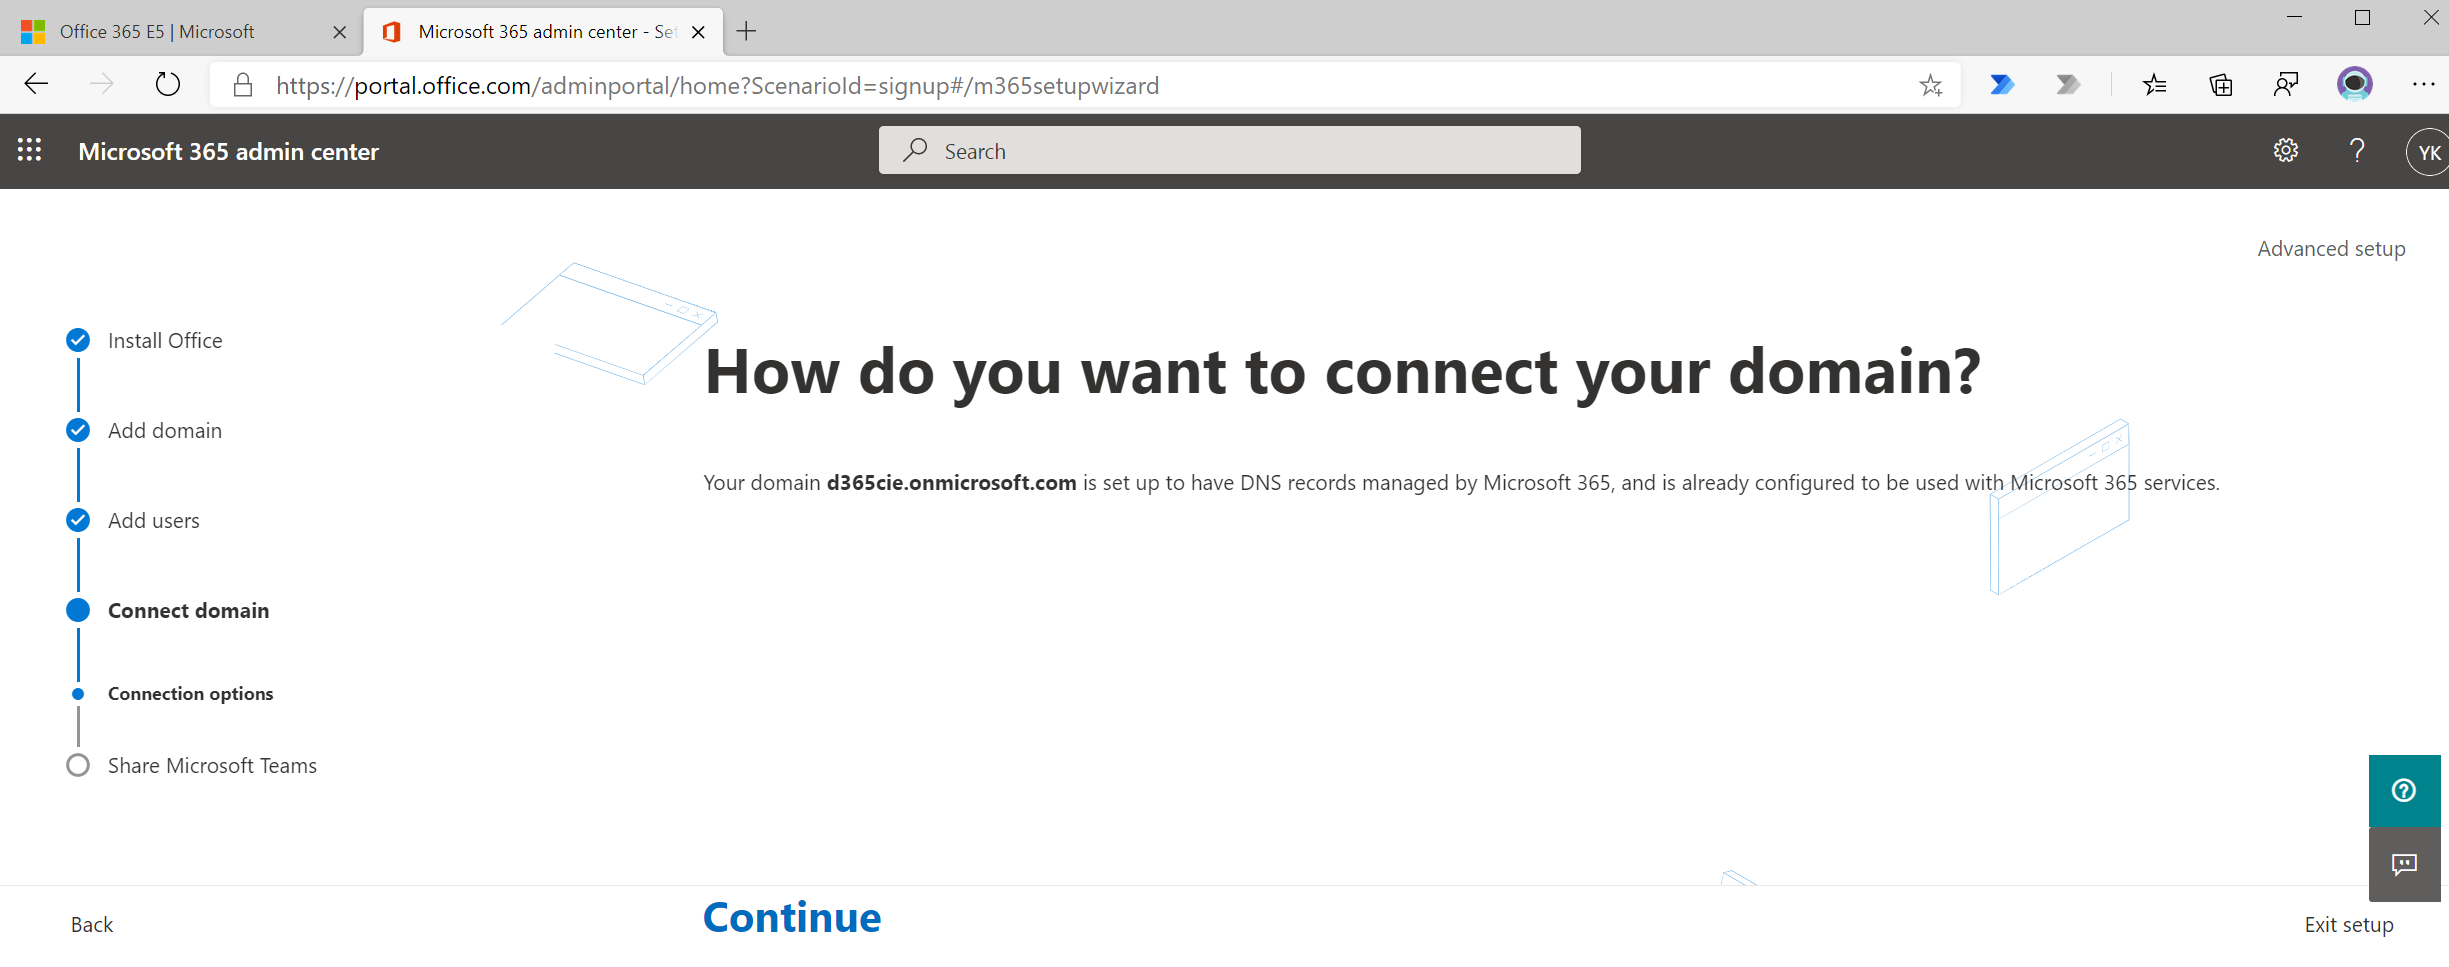 Office 365 E5 | Microsoft
Microsoft 365 admin center - Set
https://portal.office.com/adminportal/home?ScenarioId=signup#/m365setupwizard
Microsoft 365 admin center
Search
?
YK
Advanced setup
Install Office
Add domain
Add users
Connect domain
Connection options
Share Microsoft Teams
How do you want to connect your domain?
Your domain d365cie.onmicrosoft.com is set up to have DNS records managed by Microsoft 365, and is already configured to be used with Microsoft 365 services.
Back
Continue
Exit setup